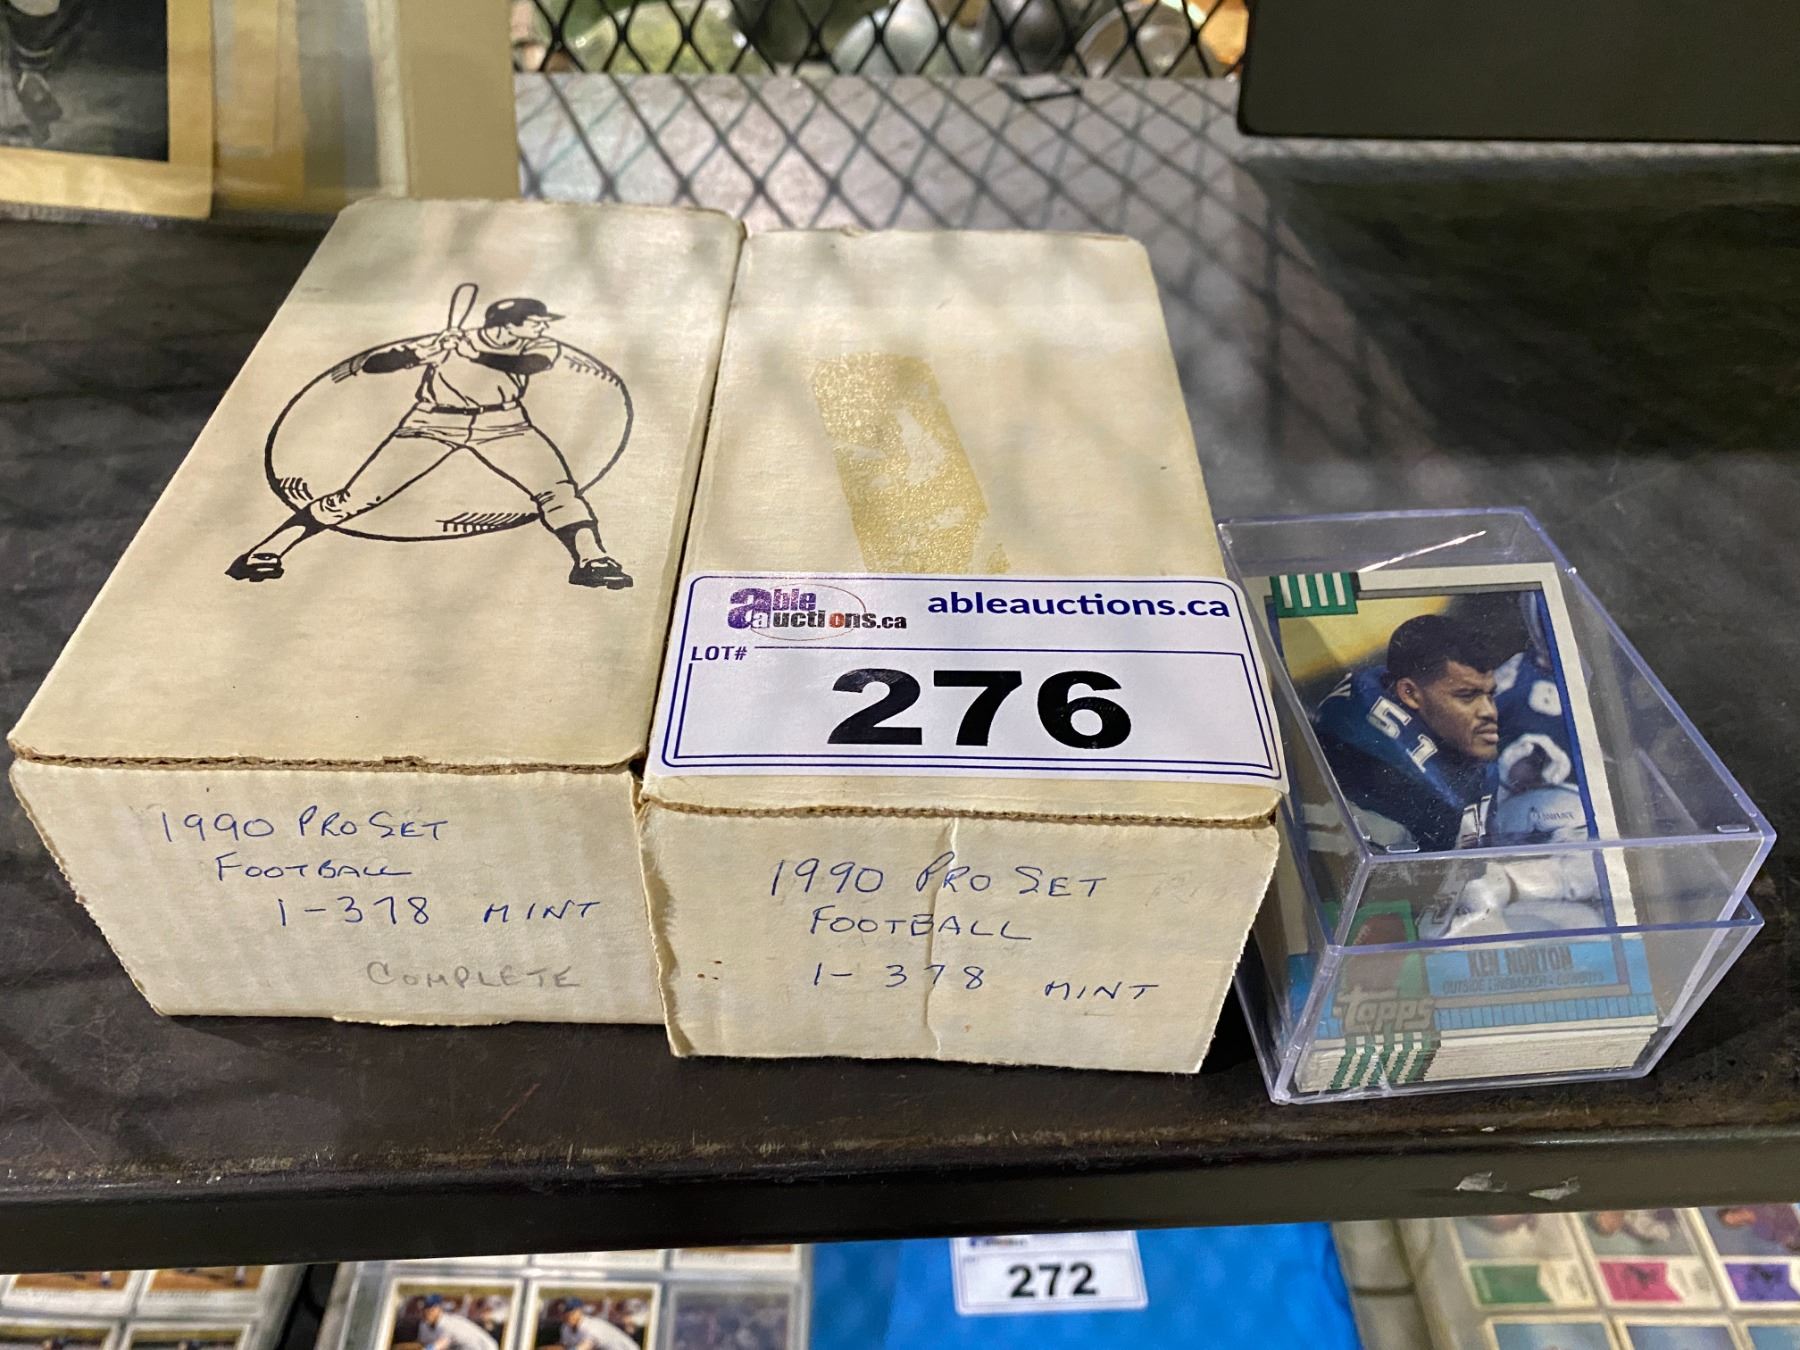 able auctions.ca
ableauctions.ca
LOT#
276
1990 PRO SET
FOOTBALL
1-378 MINT
COMPLETE
1990 PRO SET
FOOTBALL
1-378 MINT
51
KEN NORTON
OUTSIDE LINEBACKER · COWBOYS
topps
272